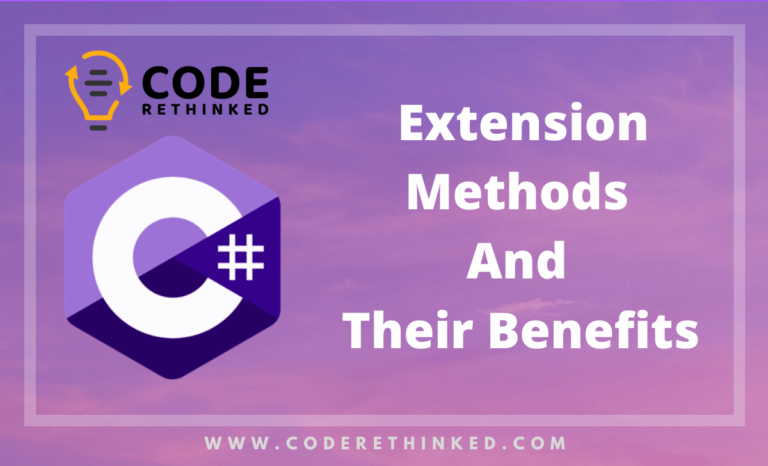 CODE
RETHINKED
C#
Extension
Methods
And
Their Benefits
WWW.CODERETHINKED.COM